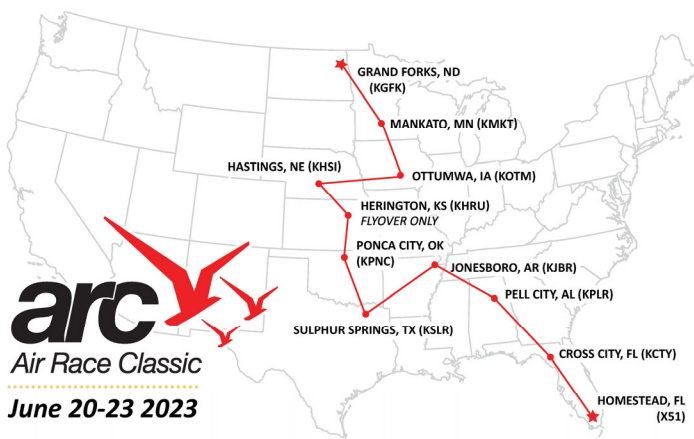 GRAND FORKS, ND
(KGFK)
MANKATO, MN (KMKT)
HASTINGS, NE (KHSI)
OTTUMWA, IA (KOTM)
HERINGTON, KS (KHRU)
FLYOVER ONLY
PONCA CITY, OK
(KPNC)
JONESBORO, AR (KJBR)
PELL CITY, AL (KPLR)
SULPHUR SPRINGS, TX (KSLR)
CROSS CITY, FL (KCTY)
HOMESTEAD, FL
(X51)
arc
Air Race Classic
June 20-23 2023